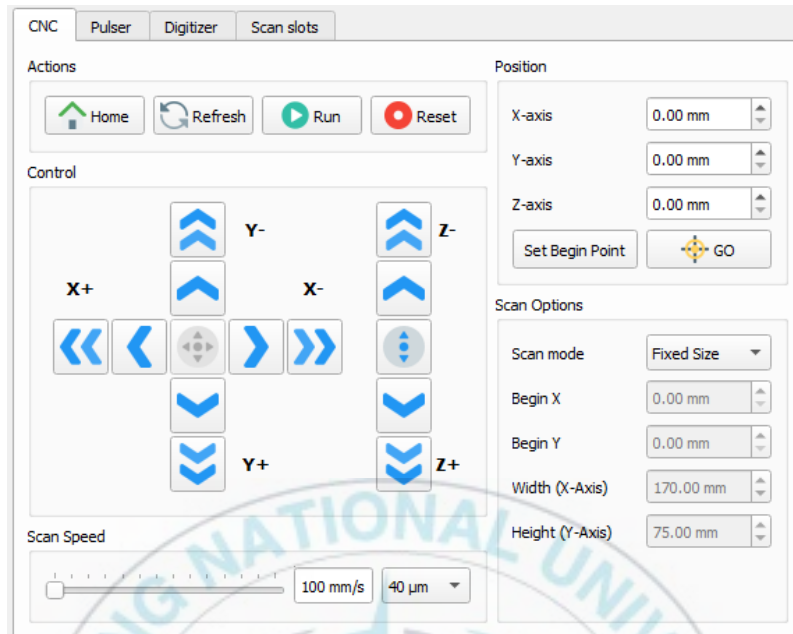 CNC Pulser Digitizer Scan slots
Actions
Home Refresh Run Reset
Control
Y-
Z-
X+ X-
Y+
Z+
Scan Speed
100 mm/s 40 µm
Position
X-axis 0.00 mm
Y-axis 0.00 mm
Z-axis 0.00 mm
Set Begin Point GO
Scan Options
Scan mode Fixed Size
Begin X 0.00 mm
Begin Y 0.00 mm
Width (X-Axis) 170.00 mm
Height (Y-Axis) 75.00 mm
NATIONAL